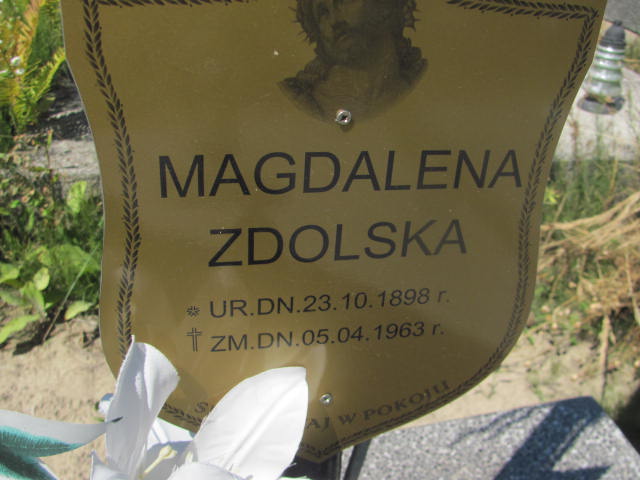 MAGDALENA
ZDOLSKA
UR.DN.23.10.1898 r.
ZM.DN.05.04.1963 r.
W POKOJU